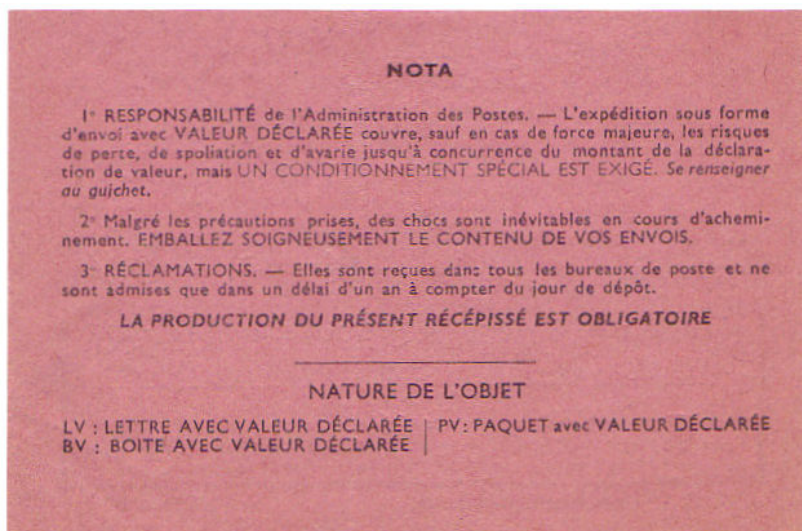 NOTA
1° RESPONSABILITÉ de l'Administration des Postes. — L'expédition sous forme
d'envoi avec VALEUR DÉCLARÉE couvre, sauf en cas de force majeure, les risques
de perte, de spoliation et d'avarie jusqu'à concurrence du montant de la déclara-
tion de valeur, mais UN CONDITIONNEMENT SPÉCIAL EST EXIGÉ. Se renseigner
au guichet.
2° Malgré les précautions prises, des chocs sont inévitables en cours d'achemi-
nement. EMBALLEZ SOIGNEUSEMENT LE CONTENU DE VOS ENVOIS.
3° RÉCLAMATIONS. — Elles sont reçues dans tous les bureaux de poste et ne
sont admises que dans un délai d'un an à compter du jour de dépôt.
LA PRODUCTION DU PRÉSENT RÉCÉPISSÉ EST OBLIGATOIRE
NATURE DE L'OBJET
LV : LETTRE AVEC VALEUR DÉCLARÉE | PV : PAQUET avec VALEUR DÉCLARÉE
BV : BOITE AVEC VALEUR DÉCLARÉE |